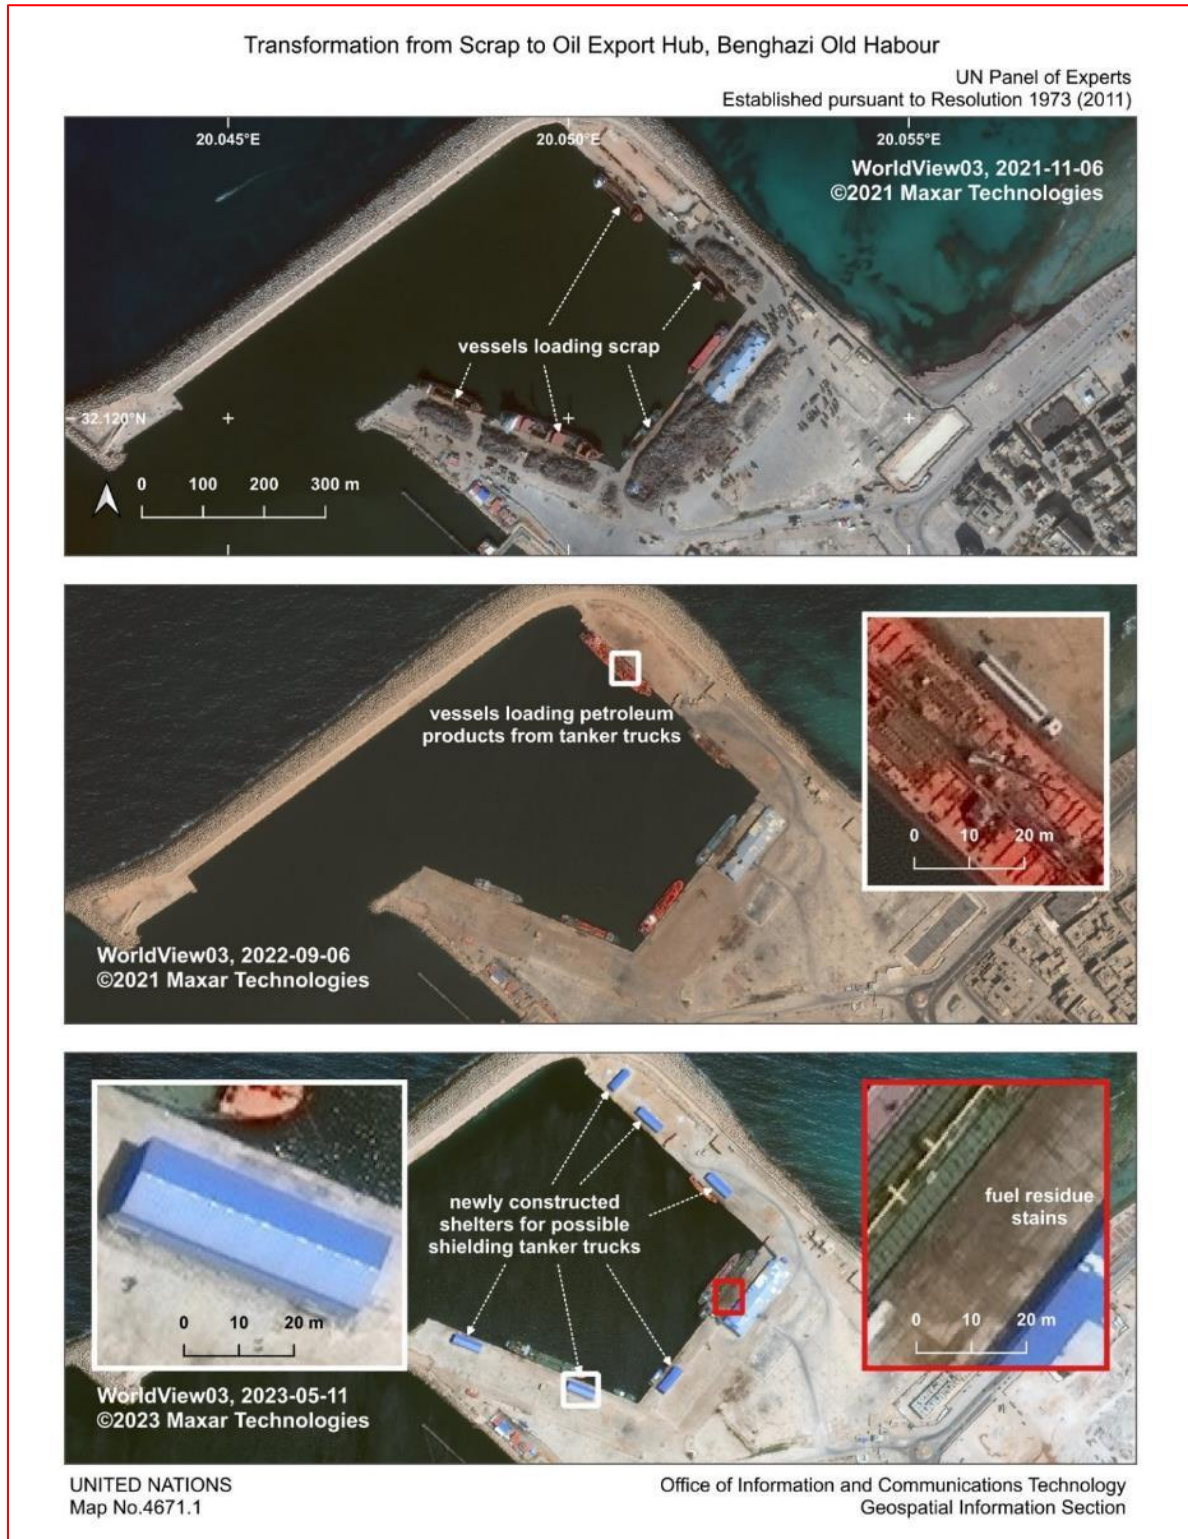 Transformation from Scrap to Oil Export Hub, Benghazi Old Habour
UN Panel of Experts
Established pursuant to Resolution 1973 (2011)
20.045°E
20.050°E
20.055°E
WorldView03, 2021-11-06
©2021 Maxar Technologies
vessels loading scrap
32.120°N
0 100 200 300 m
vessels loading petroleum
products from tanker trucks
0 10 20 m
WorldView03, 2022-09-06
©2021 Maxar Technologies
newly constructed
shelters for possible
shielding tanker trucks
fuel residue
stains
0 10 20 m
0 10 20 m
WorldView03, 2023-05-11
©2023 Maxar Technologies
UNITED NATIONS
Map No.4671.1
Office of Information and Communications Technology
Geospatial Information Section